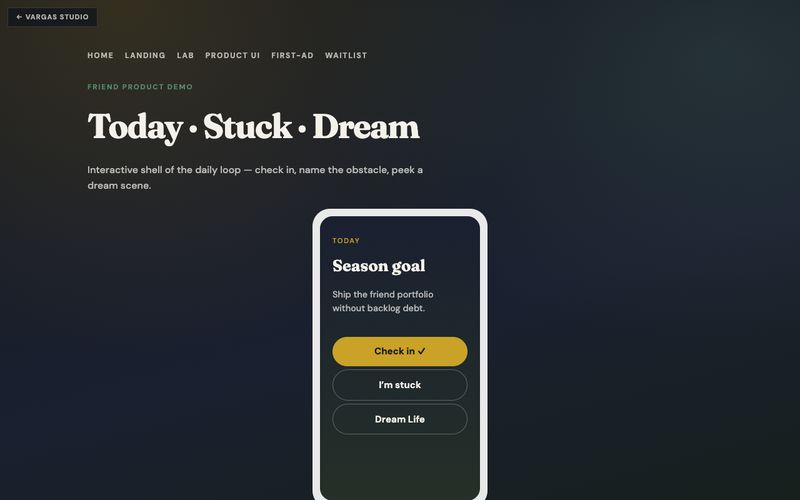 ← VARGAS STUDIO
HOME LANDING LAB PRODUCT UI FIRST-AD WAITLIST
FRIEND PRODUCT DEMO
Today · Stuck · Dream
Interactive shell of the daily loop — check in, name the obstacle, peek a
dream scene.
TODAY
Season goal
Ship the friend portfolio
without backlog debt.
Check in ✓
I’m stuck
Dream Life